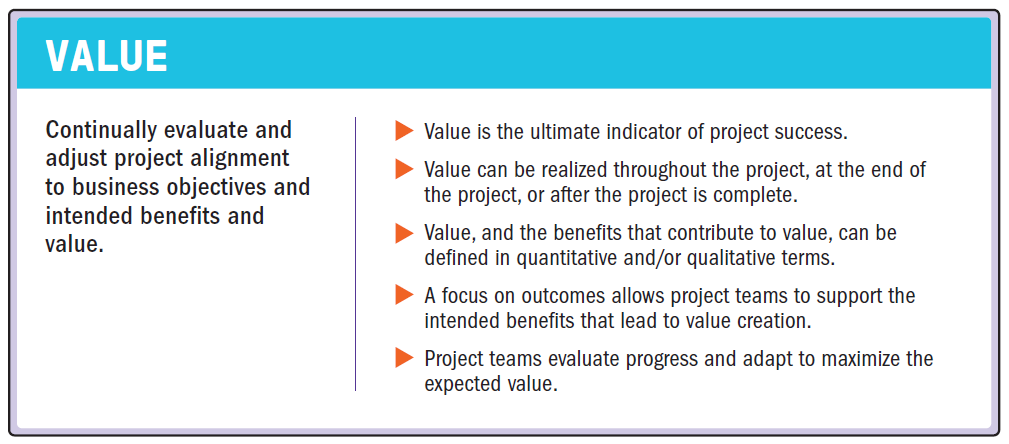 VALUE
Continually evaluate and
adjust project alignment
to business objectives and
intended benefits and
value.
Value is the ultimate indicator of project success.
Value can be realized throughout the project, at the end of
the project, or after the project is complete.
Value, and the benefits that contribute to value, can be
defined in quantitative and/or qualitative terms.
A focus on outcomes allows project teams to support the
intended benefits that lead to value creation.
Project teams evaluate progress and adapt to maximize the
expected value.